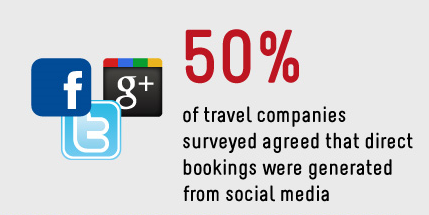 50%
f
g+
t
of travel companies
surveyed agreed that direct
bookings were generated
from social media